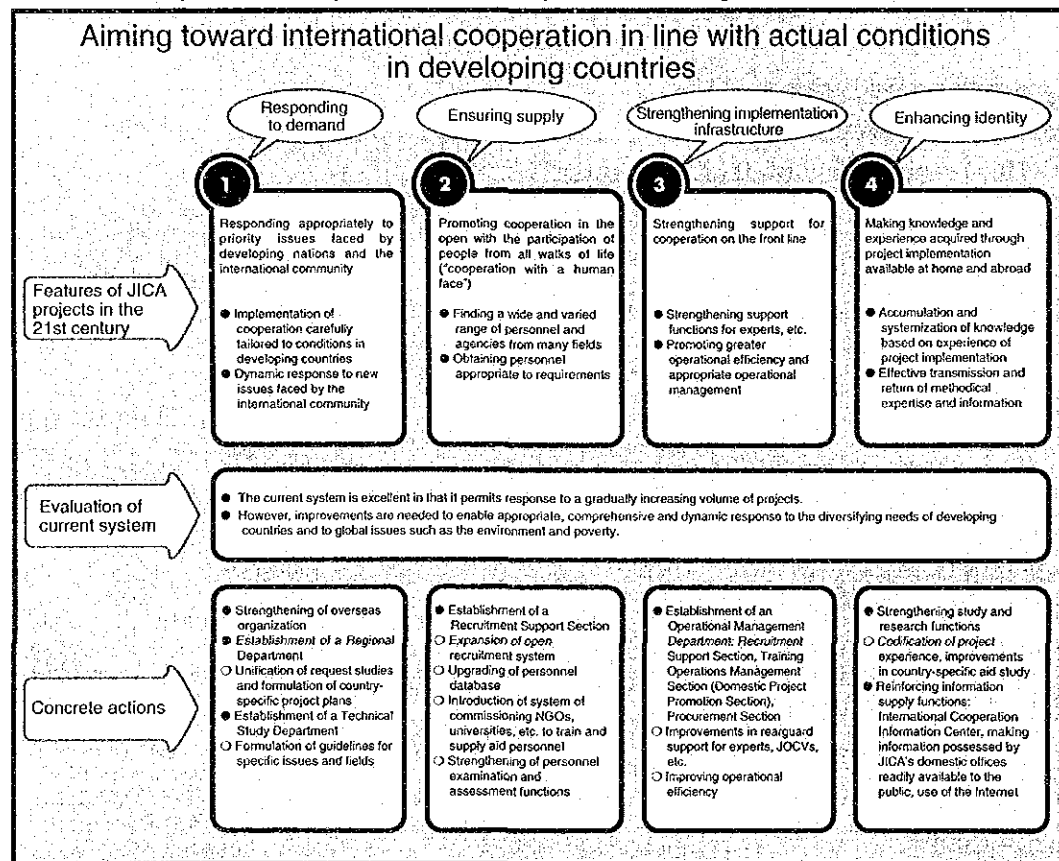 Aiming toward international cooperation in line with actual conditions
in developing countries
Responding
to demand
Ensuring supply
Strengthening implementation
infrastructure
Enhancing identity
1
2
3
4
Features of JICA
projects in the
21st century
Responding appropriately to
priority issues faced by
developing nations and the
international community
● Implementation of
cooperation carefully
tailored to conditions in
developing countries
● Dynamic response to new
issues faced by the
international community
Promoting cooperation in the
open with the participation of
people from all walks of life
("cooperation with a human
face")
● Finding a wide and varied
range of personnel and
agencies from many fields
● Obtaining personnel
appropriate to requirements
Strengthening support for
cooperation on the front line
● Strengthening support
functions for experts, etc.
● Promoting greater
operational efficiency and
appropriate operational
management
Making knowledge and
experience acquired through
project implementation
available at home and abroad
● Accumulation and
systemization of knowledge
based on experience of
project implementation
● Effective transmission and
return of methodical
expertise and information
Evaluation of
current system
● The current system is excellent in that it permits response to a gradually increasing volume of projects.
● However, improvements are needed to enable appropriate, comprehensive and dynamic response to the diversifying needs of developing
countries and to global issues such as the environment and poverty.
Concrete actions
● Strengthening of overseas
organization
● Establishment of a Regional
Department
○ Unification of request studies
and formulation of country-
specific project plans
● Establishment of a Technical
Study Department
○ Formulation of guidelines for
specific issues and fields
● Establishment of a
Recruitment Support Section
○ Expansion of open
recruitment system
○ Upgrading of personnel
database
○ Introduction of system of
commissioning NGOs,
universities, etc. to train and
supply aid personnel
○ Strengthening of personnel
examination and
assessment functions
● Establishment of an
Operational Management
Department: Recruitment
Support Section, Training
Operations Management
Section (Domestic Project
Promotion Section),
Procurement Section
○ Improvements in rearguard
support for experts, JOCVs,
etc.
○ Improving operational
efficiency
● Strengthening study and
research functions
○ Codification of project
experience, improvements
in country-specific aid study
● Reinforcing information
supply functions:
International Cooperation
Information Center, making
information possessed by
JICA's domestic offices
readily available to the
public, use of the Internet